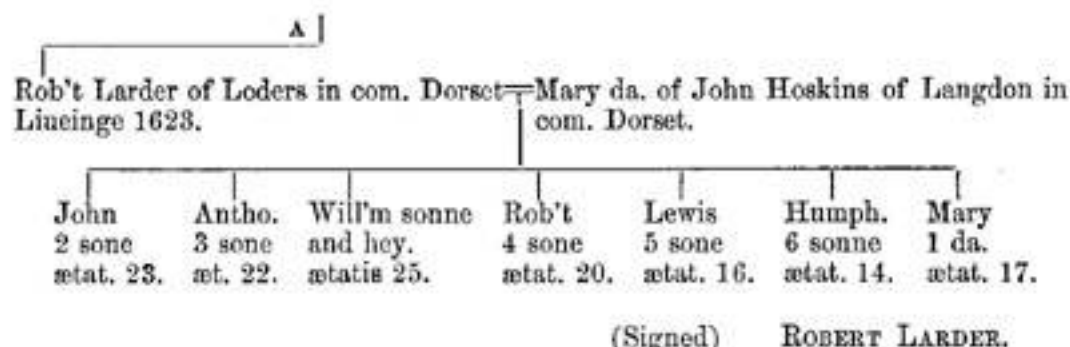 A
Rob't Larder of Loders in com. Dorset Mary da. of John Hoskins of Langdon in
Liueinge 1623. com. Dorset.
John Antho. Will'm sonne Rob't Lewis Humph. Mary
2 sone 3 sone and hey. 4 sone 5 sone 6 sonne 1 da.
ætat. 23. æt. 22. ætatis 25. ætat. 20. ætat. 16. ætat. 14. ætat. 17.
(Signed) ROBERT LARDER.